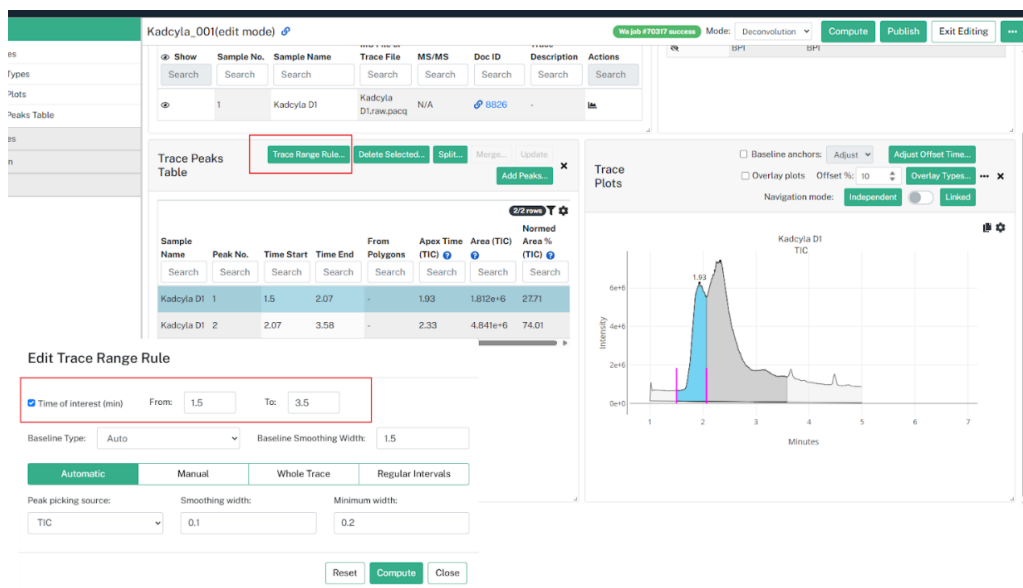 Kadcyla_001(edit mode)
Wa job #70317 success
Mode:
Deconvolution
Compute
Publish
Exit Editing
es
Types
Plots
Peaks Table
es
n
Show
Sample No.
Sample Name
Trace File
MS/MS
Doc ID
Description
Actions
Search
Search
Search
Search
Search
Search
Search
Search
1
Kadcyla D1
Kadcyla
D1.raw.pacq
N/A
8826
-
BPI
BPI
Trace Peaks
Table
Trace Range Rule...
Delete Selected...
Split...
Merge...
Update
Add Peaks...
2/2 rows
Sample
Name
Peak No.
Time Start
Time End
From
Polygons
Apex Time
(TIC)
Area (TIC)
Normed
Area %
(TIC)
Search
Search
Search
Search
Search
Search
Search
Search
Kadcyla D1
1
1.5
2.07
-
1.93
1.812e+6
27.71
Kadcyla D1
2
2.07
3.58
-
2.33
4.841e+6
74.01
Trace
Plots
Baseline anchors:
Adjust
Adjust Offset Time...
Overlay plots
Offset %:
10
Overlay Types...
Navigation mode:
Independent
Linked
Kadcyla D1
TIC
1.93
6e+6
4e+6
2e+6
0e+0
Intensity
1
2
3
4
5
6
7
Minutes
Edit Trace Range Rule
Time of interest (min)
From:
1.5
To:
3.5
Baseline Type:
Auto
Baseline Smoothing Width:
1.5
Automatic
Manual
Whole Trace
Regular Intervals
Peak picking source:
Smoothing width:
Minimum width:
TIC
0.1
0.2
Reset
Compute
Close